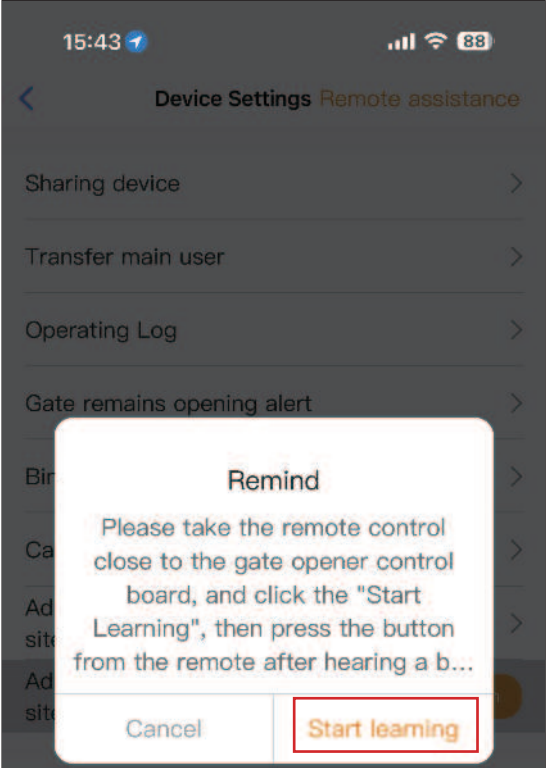 15:43
88
Device Settings Remote assistance
Sharing device
Transfer main user
Operating Log
Gate remains opening alert
Remind
Please take the remote control
close to the gate opener control
board, and click the "Start
Learning", then press the button
from the remote after hearing a b...
Cancel
Start learning